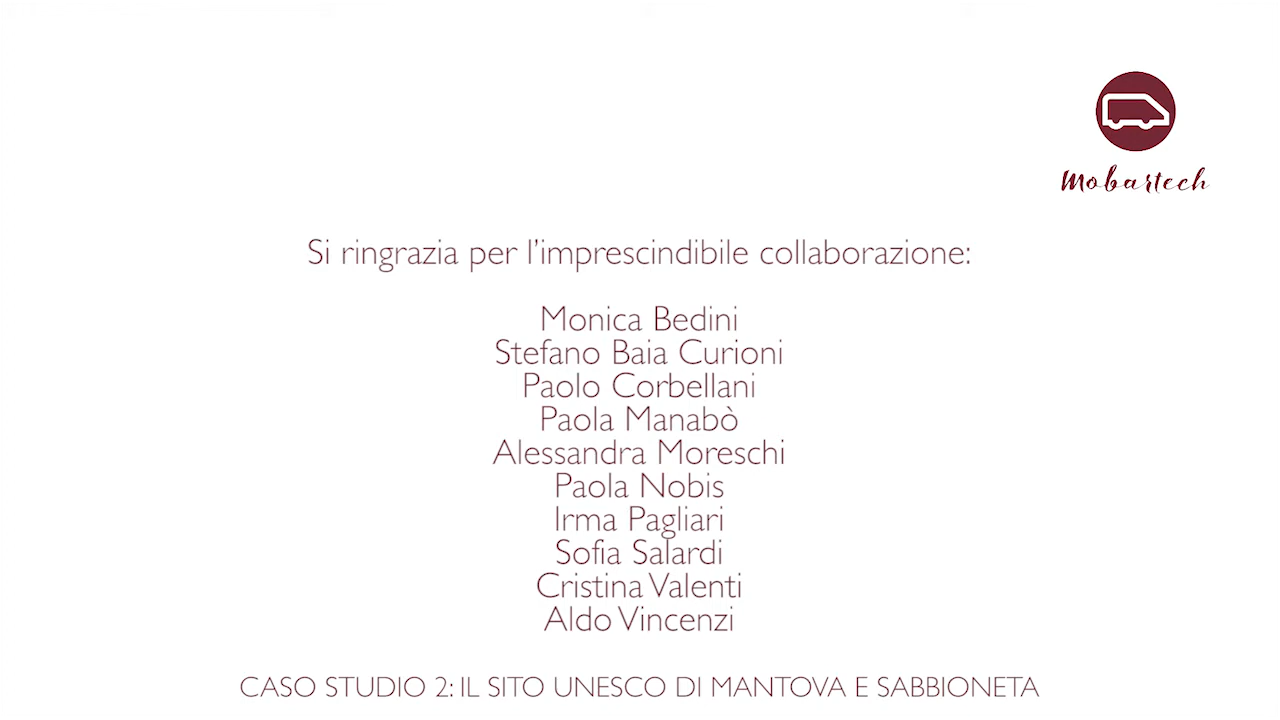 Mobartech
Si ringrazia per l’imprescindibile collaborazione:
Monica Bedini
Stefano Baia Curioni
Paolo Corbellani
Paola Manabò
Alessandra Moreschi
Paola Nobis
Irma Pagliari
Sofia Salardi
Cristina Valenti
Aldo Vincenzi
CASO STUDIO 2: IL SITO UNESCO DI MANTOVA E SABBIONETA